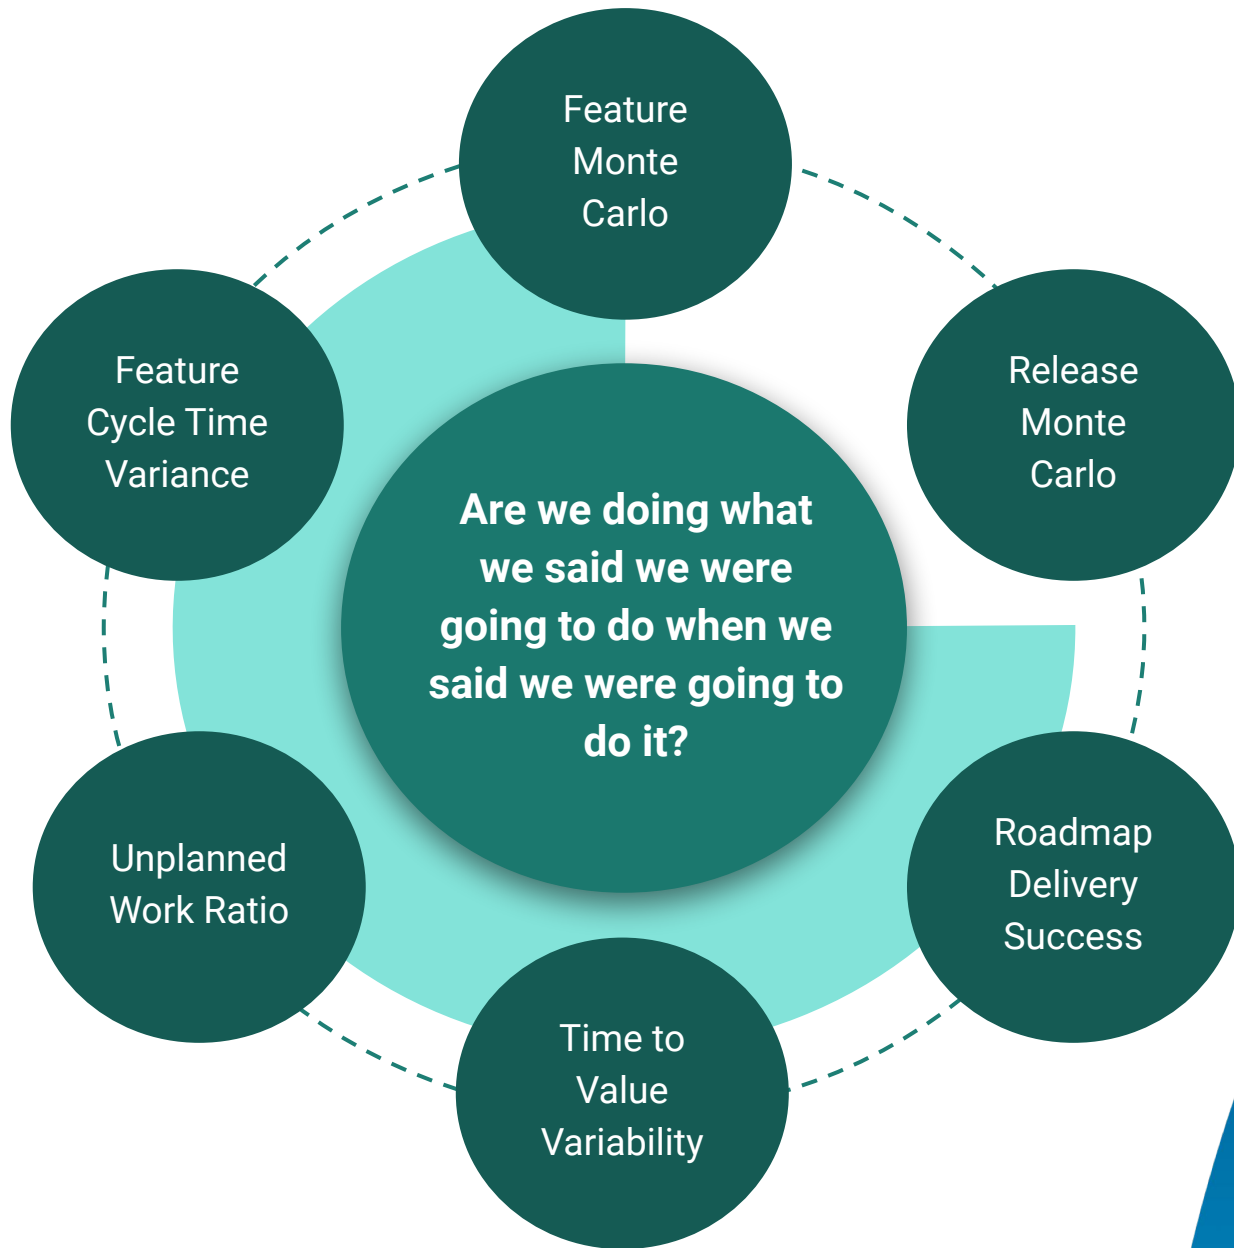 Feature
Monte
Carlo
Release
Monte
Carlo
Feature
Cycle Time
Variance
Are we doing what
we said we were
going to do when we
said we were going to
do it?
Unplanned
Work Ratio
Roadmap
Delivery
Success
Time to
Value
Variability